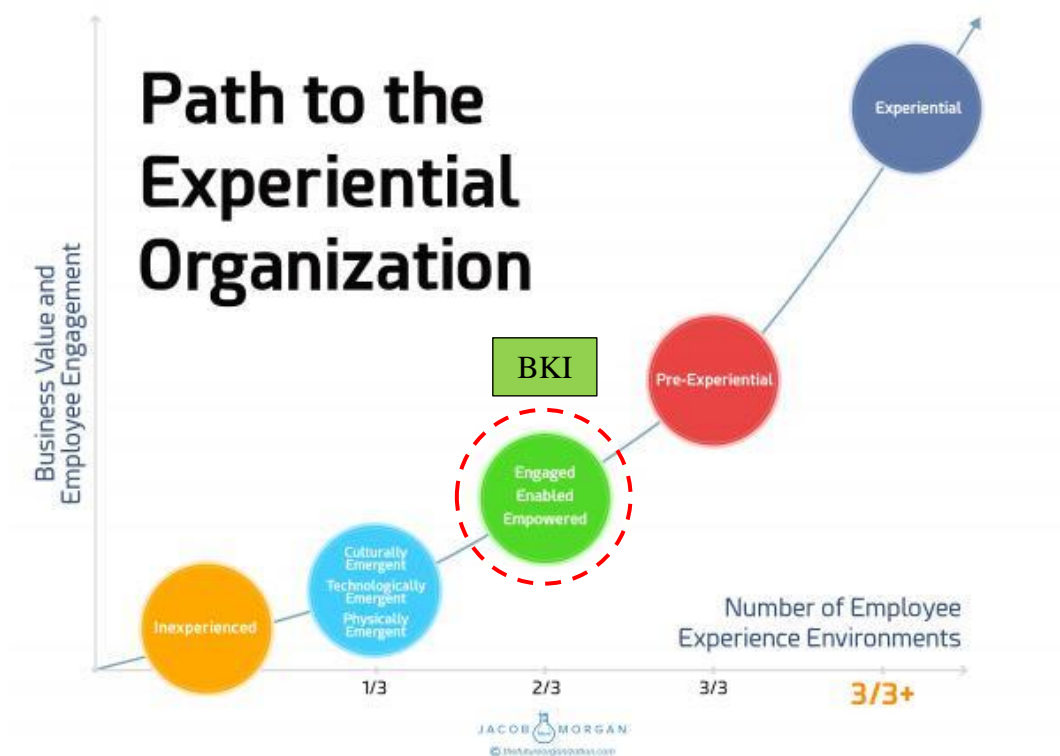 Path to the
Experiential
Organization
Experiential
Business Value and
Employee Engagement
BKI
Pre-Experiential
Engaged
Enabled
Empowered
Culturally
Emergent
Technologically
Emergent
Physically
Emergent
Inexperienced
Number of Employee
Experience Environments
1/3
2/3
3/3
3/3+
JACOB MORGAN
© thefutureorganization.com